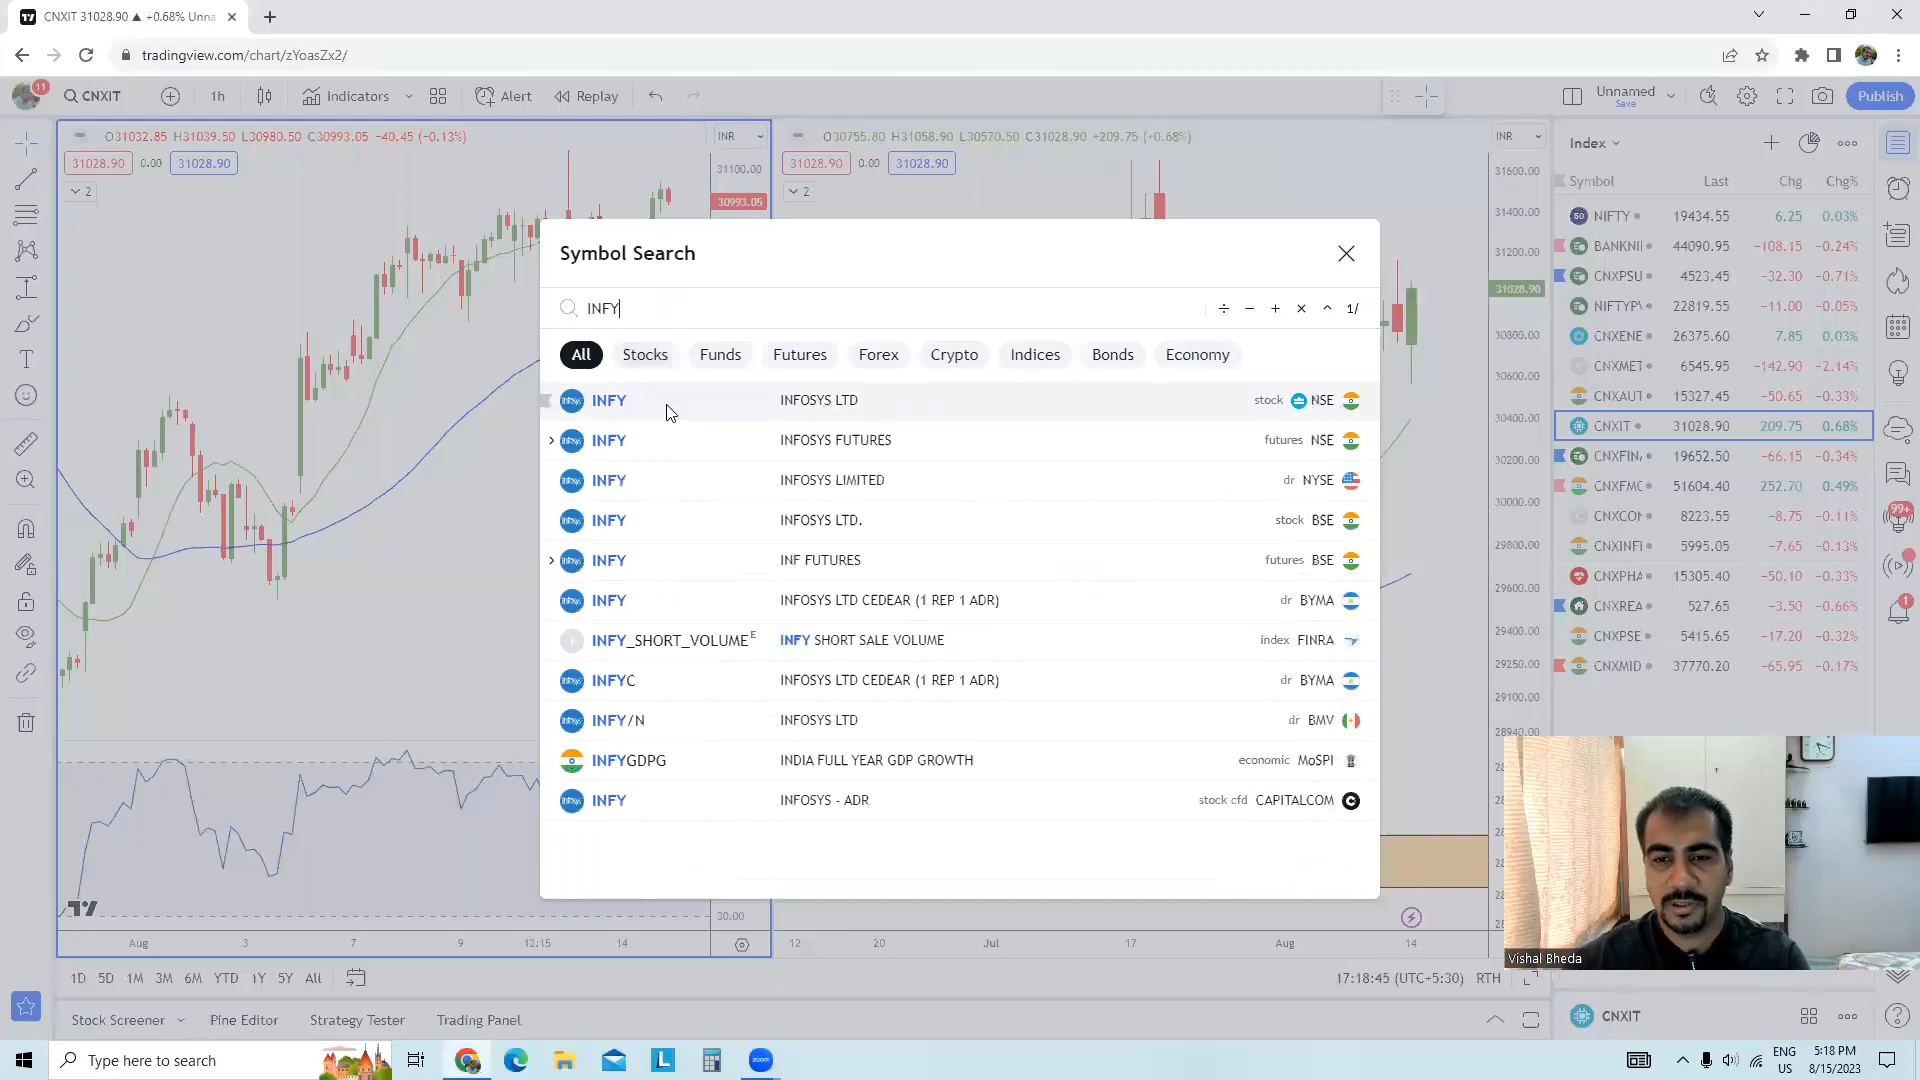 CNXIT 31028.90 ▲ +0.68% Unna
tradingview.com/chart/zYoasZx2/
11
CNXIT
1h
Indicators
Alert
Replay
Unnamed
Save
Publish
O31032.85 H31039.50 L30980.50 C30993.05 −40.45 (−0.13%)
INR
31028.90 0.00 31028.90
2
31100.00
30993.05
O30755.80 H31058.90 L30570.50 C31028.90 +209.75 (+0.68%)
INR
31028.90 0.00 31028.90
2
31600.00
31400.00
31200.00
31028.90
30800.00
30600.00
30400.00
30200.00
30000.00
29800.00
29600.00
29400.00
29250.00
29100.00
28940.00
Symbol Search
INFY
÷ − + × ^ 1/
All Stocks Funds Futures Forex Crypto Indices Bonds Economy
INFY INFOSYS LTD stock NSE
INFY INFOSYS FUTURES futures NSE
INFY INFOSYS LIMITED dr NYSE
INFY INFOSYS LTD. stock BSE
INFY INF FUTURES futures BSE
INFY INFOSYS LTD CEDEAR (1 REP 1 ADR) dr BYMA
INFY_SHORT_VOLUME E INFY SHORT SALE VOLUME index FINRA
INFYC INFOSYS LTD CEDEAR (1 REP 1 ADR) dr BYMA
INFY/N INFOSYS LTD dr BMV
INFYGDPG INDIA FULL YEAR GDP GROWTH economic MoSPI
INFY INFOSYS - ADR stock cfd CAPITALCOM
Index
Symbol Last Chg Chg%
50 NIFTY 19434.55 6.25 0.03%
BANKNI 44090.95 −108.15 −0.24%
CNXPSU 4523.45 −32.30 −0.71%
NIFTYPV 22819.55 −11.00 −0.05%
CNXENE 26375.60 7.85 0.03%
CNXMET 6545.95 −142.90 −2.14%
CNXAUT 15327.45 −50.65 −0.33%
CNXIT 31028.90 209.75 0.68%
CNXFIN 19652.50 −66.15 −0.34%
CNXFMC 51604.40 252.70 0.49%
CNXCON 8223.55 −8.75 −0.11%
CNXINF 5995.05 −7.65 −0.13%
CNXPHA 15305.40 −50.10 −0.33%
CNXREA 527.65 −3.50 −0.66%
CNXPSE 5415.65 −17.20 −0.32%
CNXMID 37770.20 −65.95 −0.17%
99+
1
30.00
Aug 3 7 9 12:15 14
12 20 Jul 17 Aug 14
1D 5D 1M 3M 6M YTD 1Y 5Y All
17:18:45 (UTC+5:30) RTH
Vishal Bheda
Stock Screener Pine Editor Strategy Tester Trading Panel
CNXIT
Type here to search
L
zoom
ENG
US
5:18 PM
8/15/2023